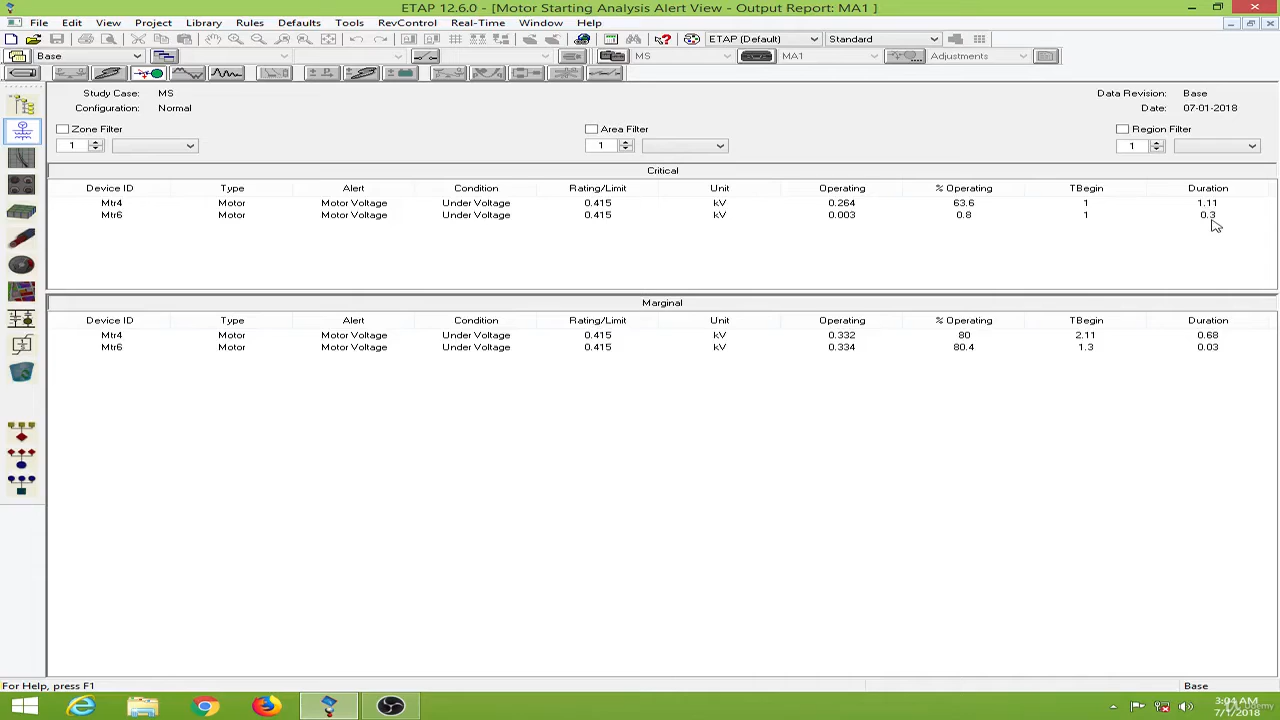 ETAP 12.6.0 - [Motor Starting Analysis Alert View - Output Report: MA1 ]
File Edit View Project Library Rules Defaults Tools RevControl Real-Time Window Help
ETAP (Default) Standard
Base MS MA1 Adjustments
Study Case: MS Data Revision: Base
Configuration: Normal Date: 07-01-2018
Zone Filter Area Filter Region Filter
1 1 1
Critical
Device ID Type Alert Condition Rating/Limit Unit Operating % Operating TBegin Duration
Mtr4 Motor Motor Voltage Under Voltage 0.415 kV 0.264 63.6 1 1.11
Mtr6 Motor Motor Voltage Under Voltage 0.415 kV 0.003 0.8 1 0.3
Marginal
Device ID Type Alert Condition Rating/Limit Unit Operating % Operating TBegin Duration
Mtr4 Motor Motor Voltage Under Voltage 0.415 kV 0.332 80 2.11 0.68
Mtr6 Motor Motor Voltage Under Voltage 0.415 kV 0.334 80.4 1.3 0.03
For Help, press F1 Base
3:04 AM
7/1/2018
Udemy